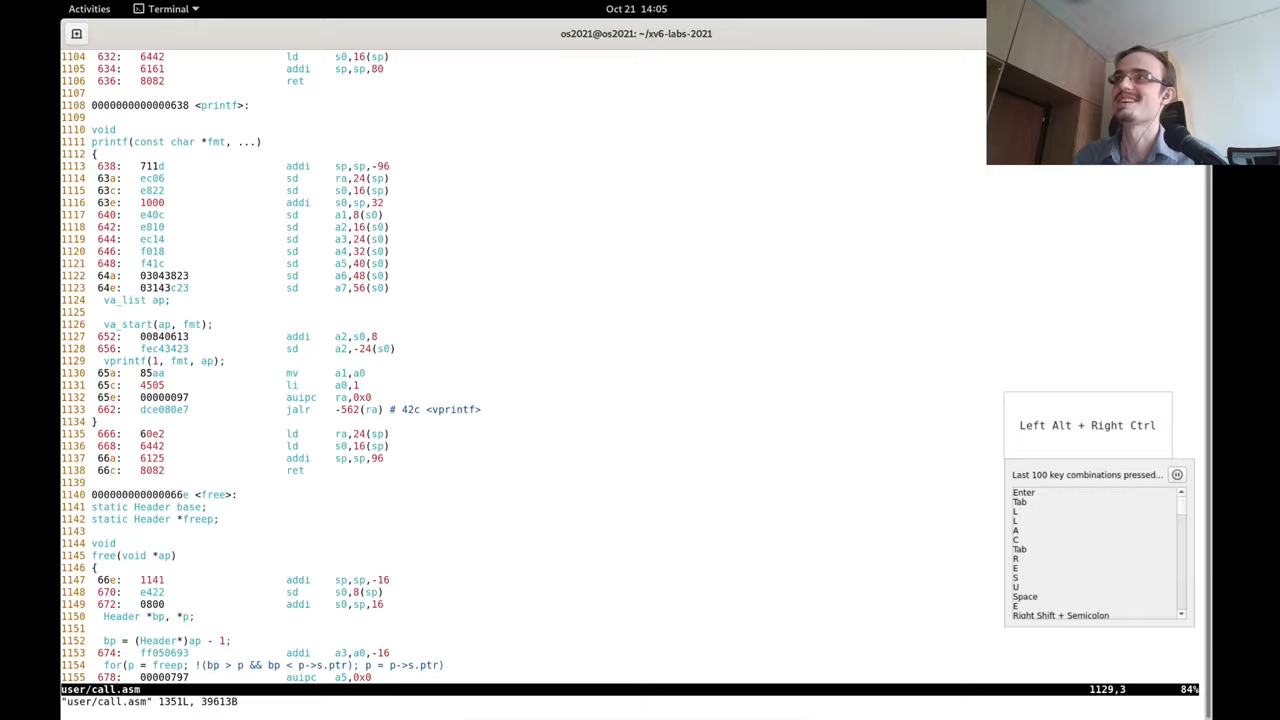 Activities Terminal Oct 21 14:05
os2021@os2021: ~/xv6-labs-2021
1104 632: 6442 ld s0,16(sp)
1105 634: 6161 addi sp,sp,80
1106 636: 8082 ret
1107
1108 0000000000000638 <printf>:
1109
1110 void
1111 printf(const char *fmt, ...)
1112 {
1113 638: 711d addi sp,sp,-96
1114 63a: ec06 sd ra,24(sp)
1115 63c: e822 sd s0,16(sp)
1116 63e: 1000 addi s0,sp,32
1117 640: e40c sd a1,8(s0)
1118 642: e810 sd a2,16(s0)
1119 644: ec14 sd a3,24(s0)
1120 646: f018 sd a4,32(s0)
1121 648: f41c sd a5,40(s0)
1122 64a: 03043823 sd a6,48(s0)
1123 64e: 03143c23 sd a7,56(s0)
1124 va_list ap;
1125
1126 va_start(ap, fmt);
1127 652: 00840613 addi a2,s0,8
1128 656: fec43423 sd a2,-24(s0)
1129 vprintf(1, fmt, ap);
1130 65a: 85aa mv a1,a0
1131 65c: 4505 li a0,1
1132 65e: 00000097 auipc ra,0x0
1133 662: dce080e7 jalr -562(ra) # 42c <vprintf>
1134 }
1135 666: 60e2 ld ra,24(sp)
1136 668: 6442 ld s0,16(sp)
1137 66a: 6125 addi sp,sp,96
1138 66c: 8082 ret
1139
1140 000000000000066e <free>:
1141 static Header base;
1142 static Header *freep;
1143
1144 void
1145 free(void *ap)
1146 {
1147 66e: 1141 addi sp,sp,-16
1148 670: e422 sd s0,8(sp)
1149 672: 0800 addi s0,sp,16
1150 Header *bp, *p;
1151
1152 bp = (Header*)ap - 1;
1153 674: ff050693 addi a3,a0,-16
1154 for(p = freep; !(bp > p && bp < p->s.ptr); p = p->s.ptr)
1155 678: 00000797 auipc a5,0x0
user/call.asm 1129,3 84%
"user/call.asm" 1351L, 39613B
Left Alt + Right Ctrl
Last 100 key combinations pressed...
Enter
Tab
L
L
A
C
Tab
R
E
S
U
Space
E
Right Shift + Semicolon